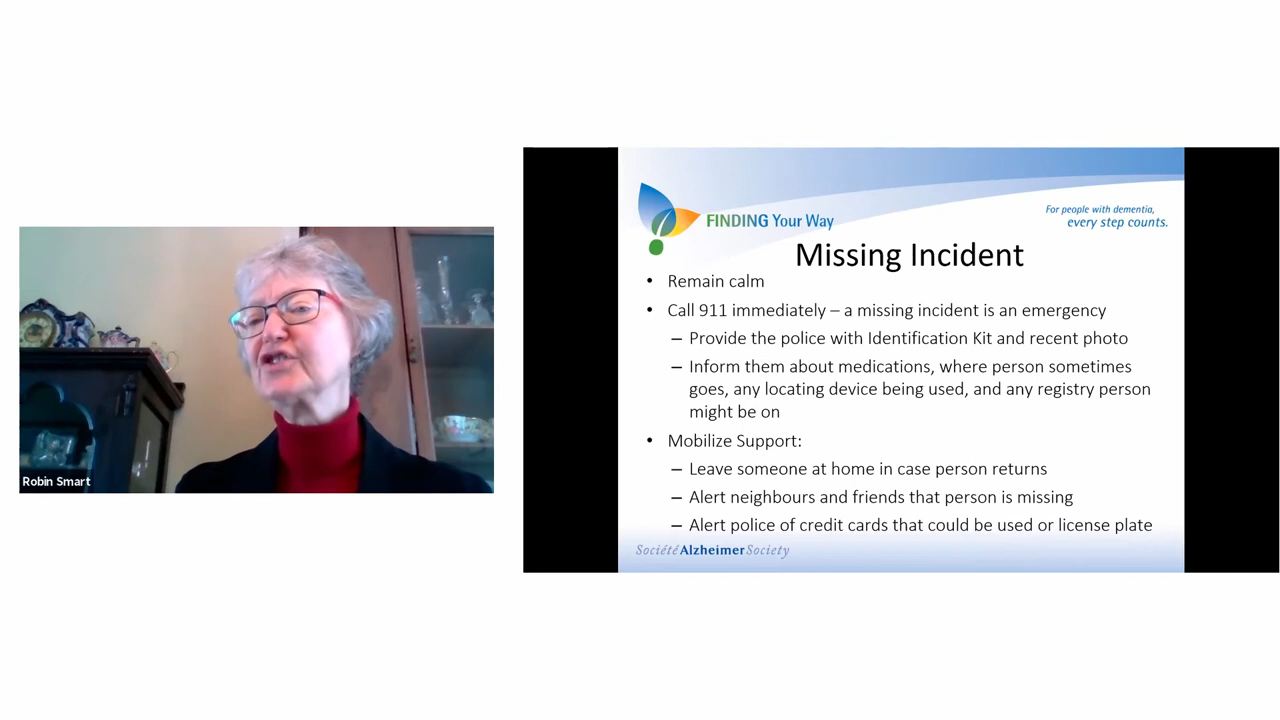 Robin Smart
FINDING Your Way
For people with dementia,
every step counts.
Missing Incident
• Remain calm
• Call 911 immediately – a missing incident is an emergency
– Provide the police with Identification Kit and recent photo
– Inform them about medications, where person sometimes
goes, any locating device being used, and any registry person
might be on
• Mobilize Support:
– Leave someone at home in case person returns
– Alert neighbours and friends that person is missing
– Alert police of credit cards that could be used or license plate
Société Alzheimer Society